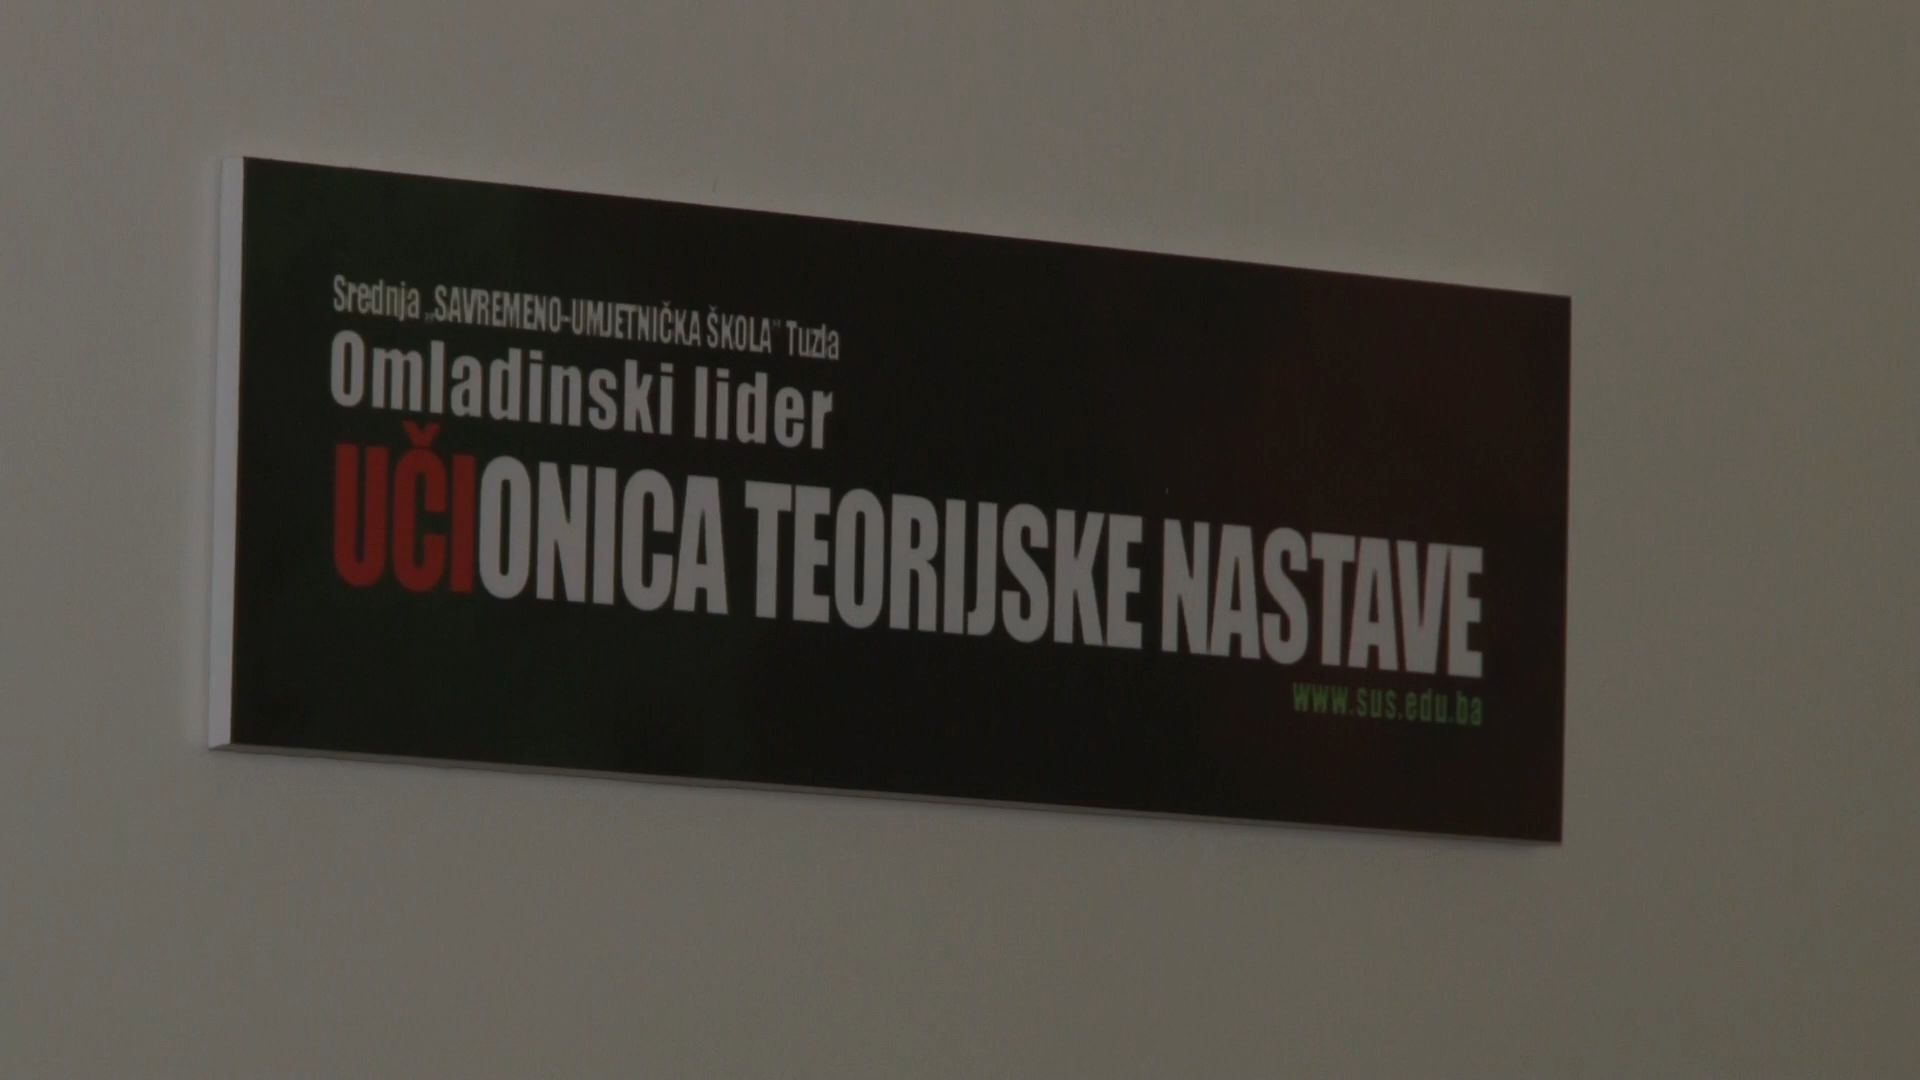 Srednja „SAVREMENO-UMJETNIČKA ŠKOLA" Tuzla
Omladinski lider
UČIONICA TEORIJSKE NASTAVE
www.sus.edu.ba